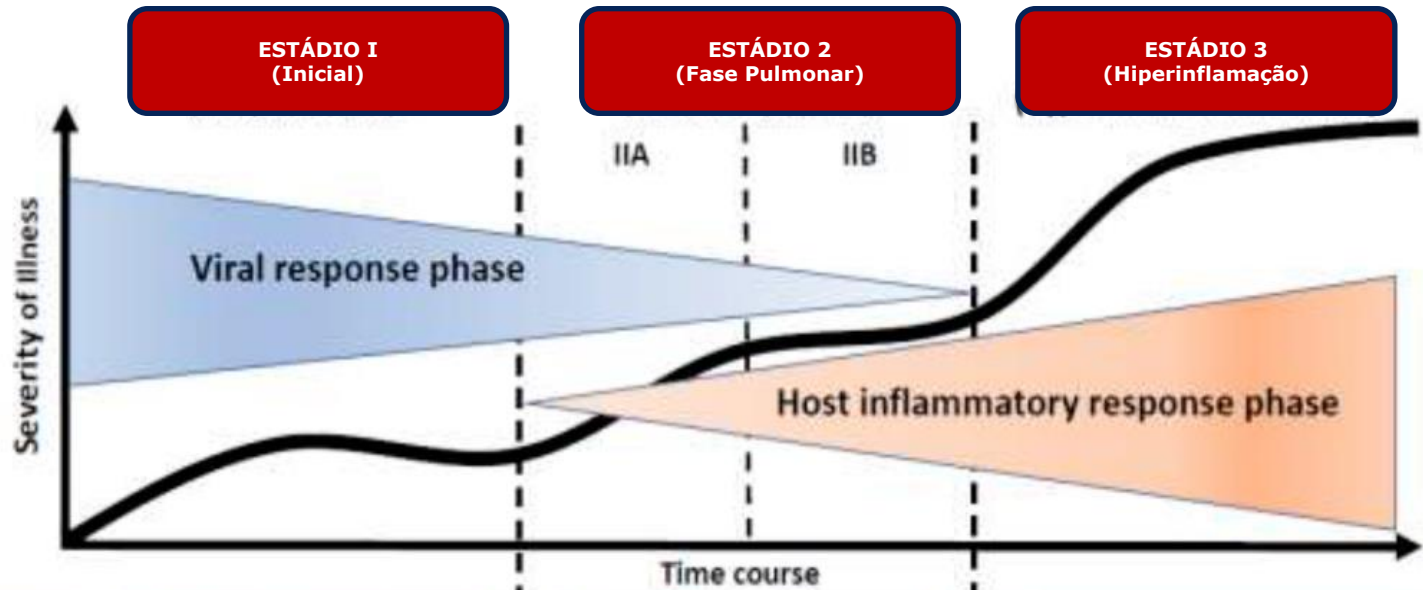 ESTÁDIO I
(Inicial)
ESTÁDIO 2
(Fase Pulmonar)
ESTÁDIO 3
(Hiperinflamação)
IIA
IIB
Severity of Illness
Viral response phase
Host inflammatory response phase
Time course